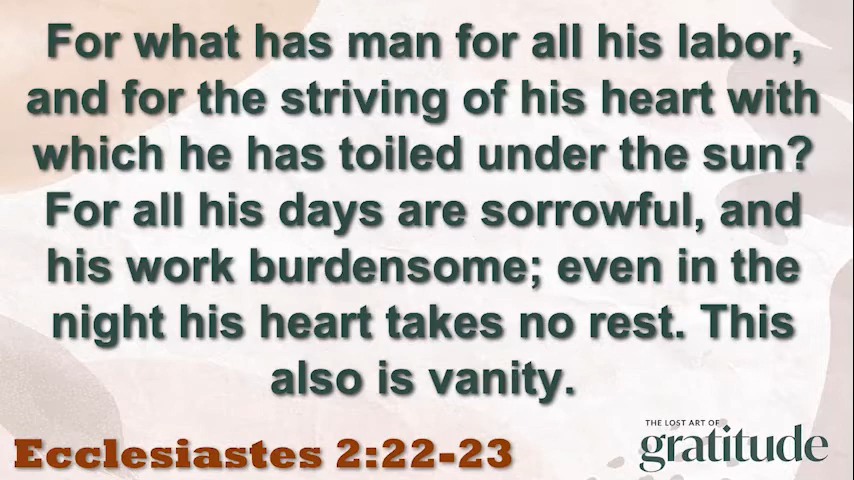 For what has man for all his labor,
and for the striving of his heart with
which he has toiled under the sun?
For all his days are sorrowful, and
his work burdensome; even in the
night his heart takes no rest. This
also is vanity.
Ecclesiastes 2:22-23
THE LOST ART OF
gratitude